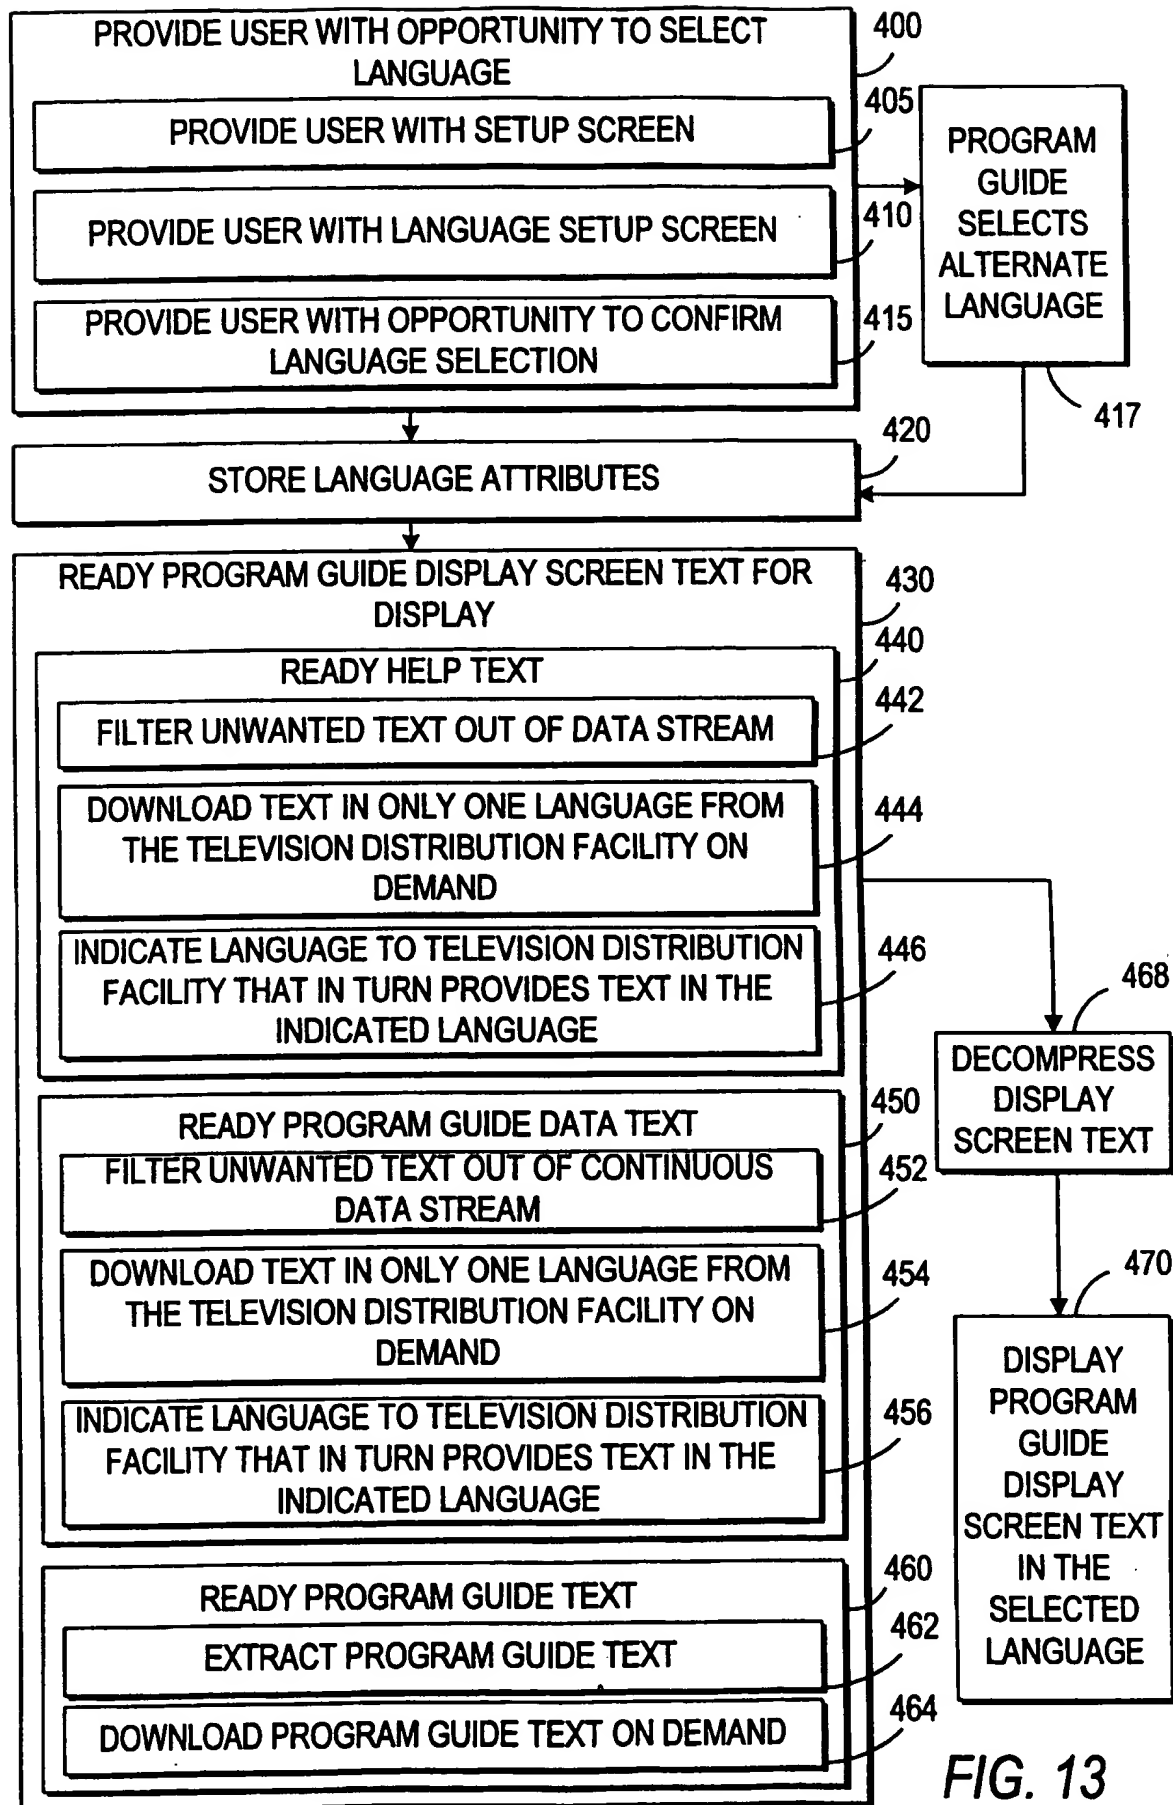 PROVIDE USER WITH OPPORTUNITY TO SELECT
LANGUAGE
400
PROVIDE USER WITH SETUP SCREEN
405
PROVIDE USER WITH LANGUAGE SETUP SCREEN
410
PROVIDE USER WITH OPPORTUNITY TO CONFIRM
LANGUAGE SELECTION
415
PROGRAM
GUIDE
SELECTS
ALTERNATE
LANGUAGE
417
STORE LANGUAGE ATTRIBUTES
420
READY PROGRAM GUIDE DISPLAY SCREEN TEXT FOR
DISPLAY
430
READY HELP TEXT
440
FILTER UNWANTED TEXT OUT OF DATA STREAM
442
DOWNLOAD TEXT IN ONLY ONE LANGUAGE FROM
THE TELEVISION DISTRIBUTION FACILITY ON
DEMAND
444
INDICATE LANGUAGE TO TELEVISION DISTRIBUTION
FACILITY THAT IN TURN PROVIDES TEXT IN THE
INDICATED LANGUAGE
446
READY PROGRAM GUIDE DATA TEXT
450
FILTER UNWANTED TEXT OUT OF CONTINUOUS
DATA STREAM
452
DOWNLOAD TEXT IN ONLY ONE LANGUAGE FROM
THE TELEVISION DISTRIBUTION FACILITY ON
DEMAND
454
INDICATE LANGUAGE TO TELEVISION DISTRIBUTION
FACILITY THAT IN TURN PROVIDES TEXT IN THE
INDICATED LANGUAGE
456
READY PROGRAM GUIDE TEXT
460
EXTRACT PROGRAM GUIDE TEXT
462
DOWNLOAD PROGRAM GUIDE TEXT ON DEMAND
464
468
DECOMPRESS
DISPLAY
SCREEN TEXT
470
DISPLAY
PROGRAM
GUIDE
DISPLAY
SCREEN TEXT
IN THE
SELECTED
LANGUAGE
FIG. 13